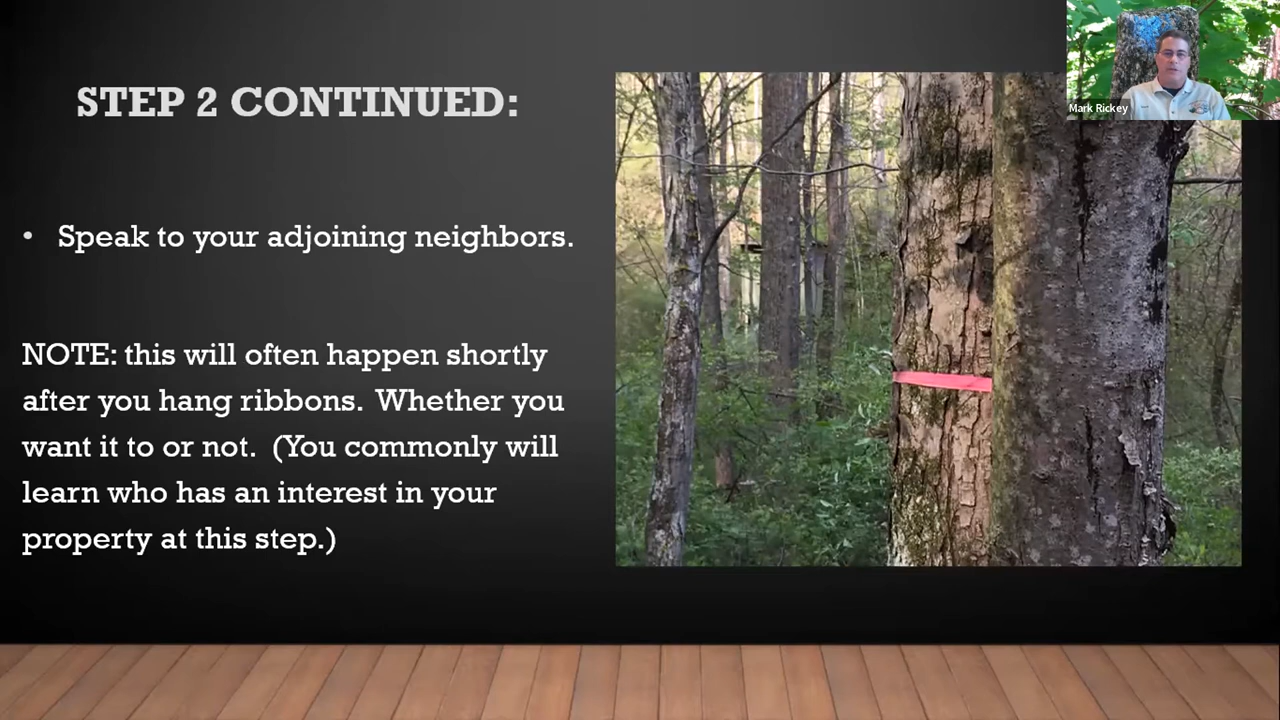 STEP 2 CONTINUED:
• Speak to your adjoining neighbors.
NOTE: this will often happen shortly
after you hang ribbons. Whether you
want it to or not. (You commonly will
learn who has an interest in your
property at this step.)
Mark Rickey